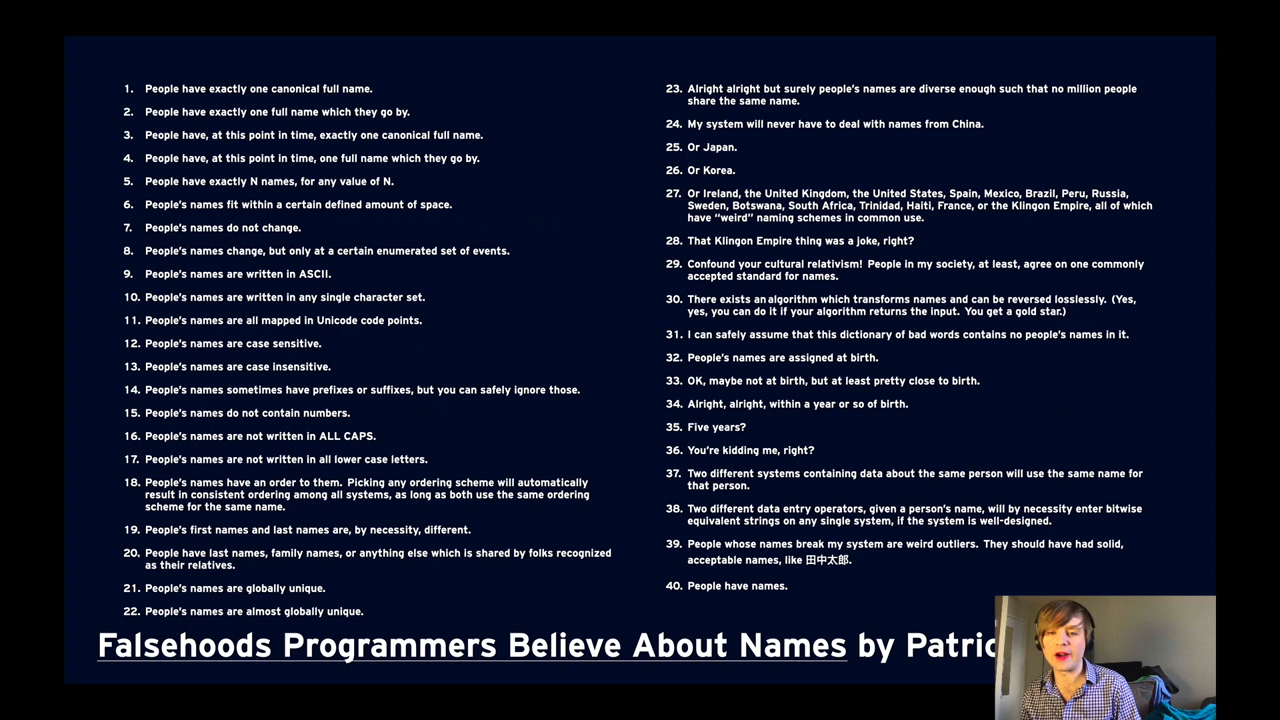 1. People have exactly one canonical full name.
2. People have exactly one full name which they go by.
3. People have, at this point in time, exactly one canonical full name.
4. People have, at this point in time, one full name which they go by.
5. People have exactly N names, for any value of N.
6. People's names fit within a certain defined amount of space.
7. People's names do not change.
8. People's names change, but only at a certain enumerated set of events.
9. People's names are written in ASCII.
10. People's names are written in any single character set.
11. People's names are all mapped in Unicode code points.
12. People's names are case sensitive.
13. People's names are case insensitive.
14. People's names sometimes have prefixes or suffixes, but you can safely ignore those.
15. People's names do not contain numbers.
16. People's names are not written in ALL CAPS.
17. People's names are not written in all lower case letters.
18. People's names have an order to them. Picking any ordering scheme will automatically
result in consistent ordering among all systems, as long as both use the same ordering
scheme for the same name.
19. People's first names and last names are, by necessity, different.
20. People have last names, family names, or anything else which is shared by folks recognized
as their relatives.
21. People's names are globally unique.
22. People's names are almost globally unique.
23. Alright alright but surely people's names are diverse enough such that no million people
share the same name.
24. My system will never have to deal with names from China.
25. Or Japan.
26. Or Korea.
27. Or Ireland, the United Kingdom, the United States, Spain, Mexico, Brazil, Peru, Russia,
Sweden, Botswana, South Africa, Trinidad, Haiti, France, or the Klingon Empire, all of which
have “weird” naming schemes in common use.
28. That Klingon Empire thing was a joke, right?
29. Confound your cultural relativism! People in my society, at least, agree on one commonly
accepted standard for names.
30. There exists an algorithm which transforms names and can be reversed losslessly. (Yes,
yes, you can do it if your algorithm returns the input. You get a gold star.)
31. I can safely assume that this dictionary of bad words contains no people's names in it.
32. People's names are assigned at birth.
33. OK, maybe not at birth, but at least pretty close to birth.
34. Alright, alright, within a year or so of birth.
35. Five years?
36. You're kidding me, right?
37. Two different systems containing data about the same person will use the same name for
that person.
38. Two different data entry operators, given a person's name, will by necessity enter bitwise
equivalent strings on any single system, if the system is well-designed.
39. People whose names break my system are weird outliers. They should have had solid,
acceptable names, like 田中太郎.
40. People have names.
Falsehoods Programmers Believe About Names by